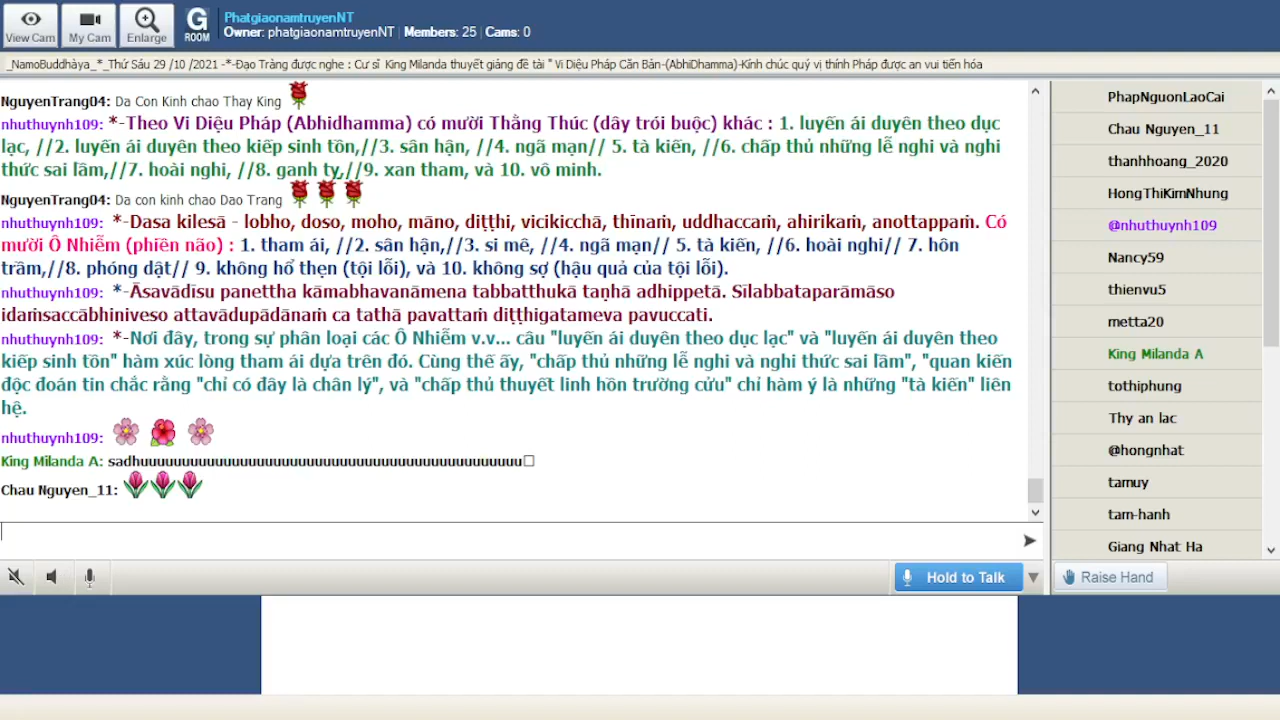 View Cam
My Cam
Enlarge
G
ROOM
PhatgiaonamtruyenNT
Owner: phatgiaonamtruyenNT | Members: 25 | Cams: 0
_NamoBuddhàya_*_Thứ Sáu 29 /10 /2021 -*-Đạo Tràng được nghe : Cư sĩ King Milanda thuyết giảng đề tài " Vi Diệu Pháp Căn Bản-(AbhiDhamma)-Kính chúc quý vị thính Pháp được an vui tiến hóa
NguyenTrang04: Da Con Kinh chao Thay King
nhuthuynh109: *-Theo Vi Diệu Pháp (Abhidhamma) có mười Thằng Thúc (dây trói buộc) khác : 1. luyến ái duyên theo dục
lạc, //2. luyến ái duyên theo kiếp sinh tồn,//3. sân hận, //4. ngã mạn// 5. tà kiến, //6. chấp thủ những lễ nghi và nghi
thức sai lầm,//7. hoài nghi, //8. ganh tỵ,//9. xan tham, và 10. vô minh.
NguyenTrang04: Da con kinh chao Dao Trang
nhuthuynh109: *-Dasa kilesā - lobho, doso, moho, māno, diṭṭhi, vicikicchā, thīnaṁ, uddhaccaṁ, ahirikaṁ, anottappaṁ. Có
mười Ô Nhiễm (phiền não) : 1. tham ái, //2. sân hận,//3. si mê, //4. ngã mạn// 5. tà kiến, //6. hoài nghi// 7. hôn
trầm,//8. phóng dật// 9. không hổ thẹn (tội lỗi), và 10. không sợ (hậu quả của tội lỗi).
nhuthuynh109: *-Āsavādīsu panettha kāmabhavanāmena tabbatthukā taṇhā adhippetā. Sīlabbataparāmāso
idaṁsaccābhiniveso attavādupādānaṁ ca tathā pavattaṁ diṭṭhigatameva pavuccati.
nhuthuynh109: *-Nơi đây, trong sự phân loại các Ô Nhiễm v.v... câu "luyến ái duyên theo dục lạc" và "luyến ái duyên theo
kiếp sinh tồn" hàm xúc lòng tham ái dựa trên đó. Cùng thế ấy, "chấp thủ những lễ nghi và nghi thức sai lầm", "quan kiến
độc đoán tin chắc rằng "chỉ có đây là chân lý", và "chấp thủ thuyết linh hồn trường cửu" chỉ hàm ý là những "tà kiến" liên
hệ.
nhuthuynh109:
King Milanda A: sadhuuuuuuuuuuuuuuuuuuuuuuuuuuuuuuuuuuuuuuuuuuu
Chau Nguyen_11:
Hold to Talk
PhapNguonLaoCai
Chau Nguyen_11
thanhhoang_2020
HongThiKimNhung
@nhuthuynh109
Nancy59
thienvu5
metta20
King Milanda A
tothiphung
Thy an lac
@hongnhat
tamuy
tam-hanh
Giang Nhat Ha
Raise Hand